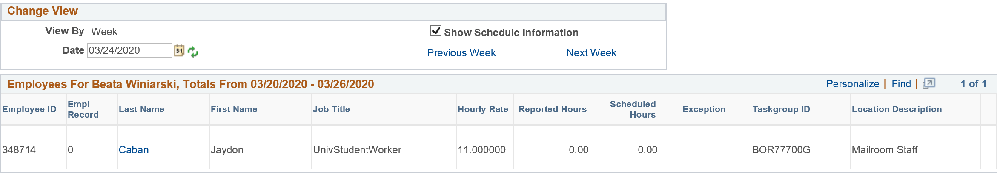 Change View
View By Week
Show Schedule Information
Date 03/24/2020 31
Previous Week Next Week
Employees For Beata Winiarski, Totals From 03/20/2020 - 03/26/2020 Personalize | Find | 1 of 1
Employee ID Empl Record Last Name First Name Job Title Hourly Rate Reported Hours Scheduled Hours Exception Taskgroup ID Location Description
348714 0 Caban Jaydon UnivStudentWorker 11.000000 0.00 0.00 BOR77700G Mailroom Staff